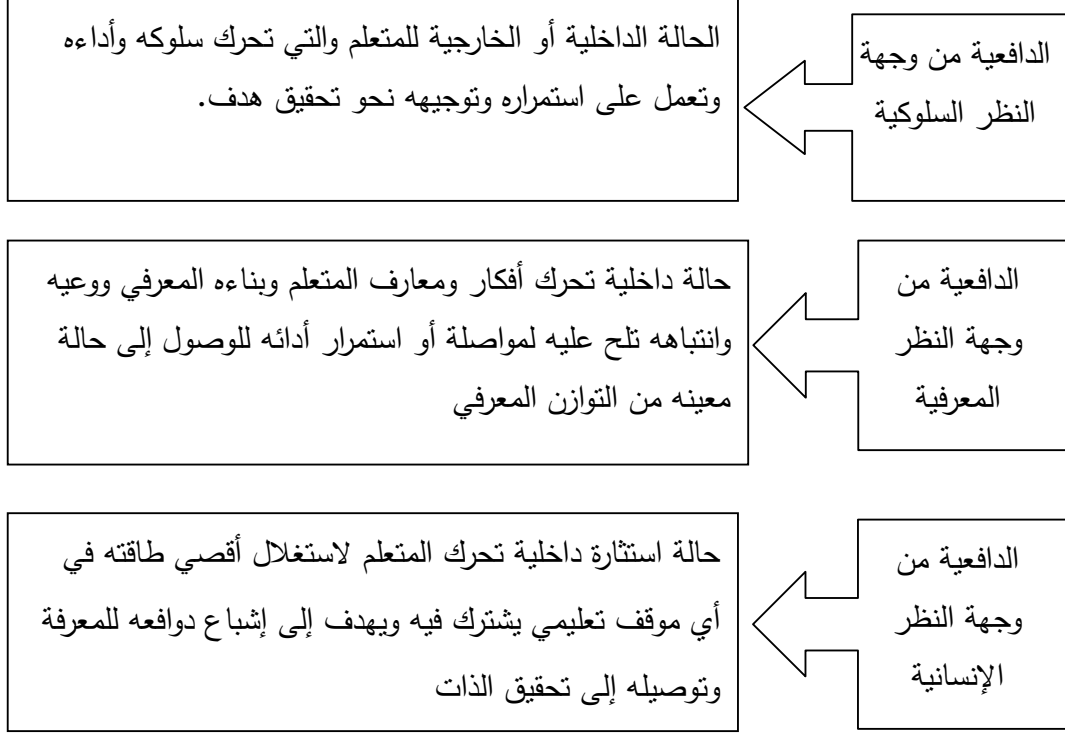 الدافعية من وجهة
النظر السلوكية
الحالة الداخلية أو الخارجية للمتعلم والتي تحرك سلوكه وأداءه
وتعمل على استمراره وتوجيهه نحو تحقيق هدف.
الدافعية من
وجهة النظر
المعرفية
حالة داخلية تحرك أفكار ومعارف المتعلم وبناءه المعرفي ووعيه
وانتباهه تلح عليه لمواصلة أو استمرار أدائه للوصول إلى حالة
معينه من التوازن المعرفي
الدافعية من
وجهة النظر
الإنسانية
حالة استثارة داخلية تحرك المتعلم لاستغلال أقصي طاقته في
أي موقف تعليمي يشترك فيه ويهدف إلى إشباع دوافعه للمعرفة
وتوصيله إلى تحقيق الذات